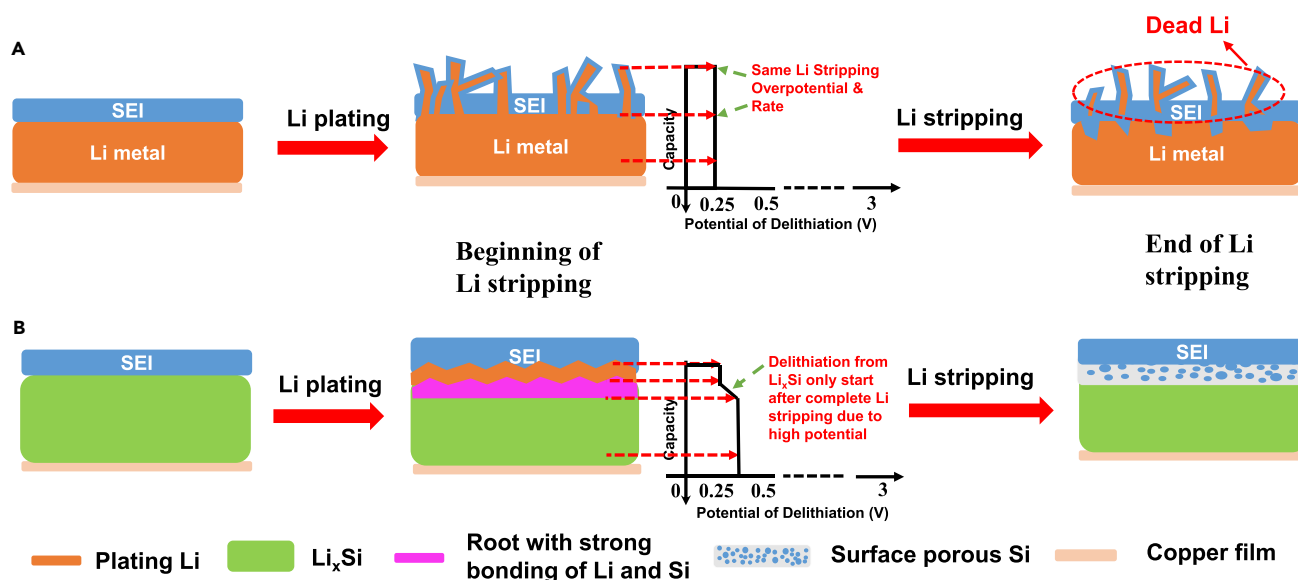 A
Dead Li
SEI
Li metal
Li plating
SEI
Li metal
Same Li Stripping
Overpotential &
Rate
Capacity
0
0.25
0.5
3
Potential of Delithiation (V)
Li stripping
SEI
Li metal
Beginning of
Li stripping
End of Li
stripping
B
SEI
Li plating
SEI
Delithiation from
LiₓSi only start
after complete Li
stripping due to
high potential
Capacity
0
0.25
0.5
3
Potential of Delithiation (V)
Li stripping
SEI
Plating Li
LiₓSi
Root with strong
bonding of Li and Si
Surface porous Si
Copper film